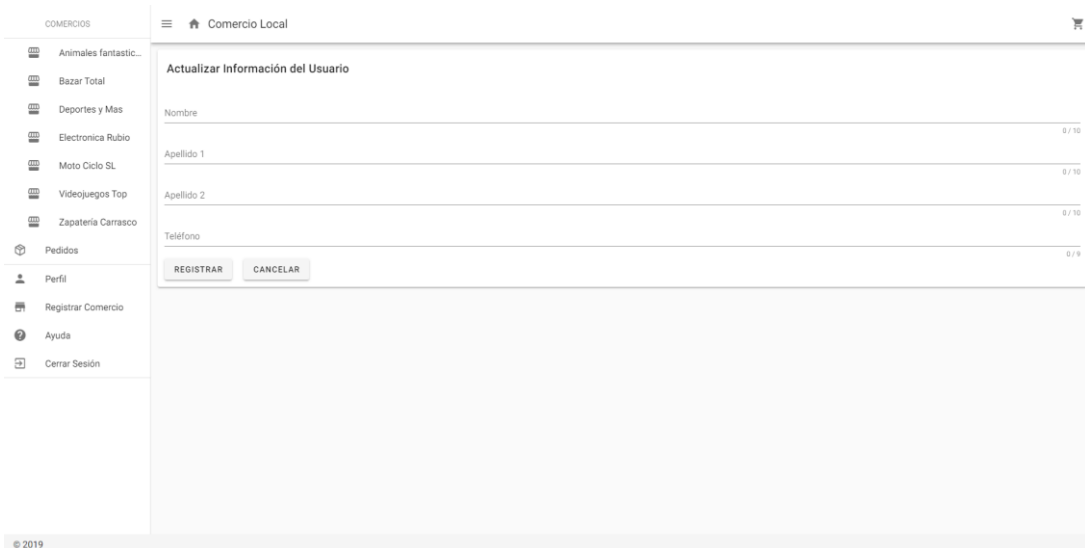 COMERCIOS
Animales fantastic...
Bazar Total
Deportes y Mas
Electronica Rubio
Moto Ciclo SL
Videojuegos Top
Zapatería Carrasco
Pedidos
Perfil
Registrar Comercio
Ayuda
Cerrar Sesión
Comercio Local
Actualizar Información del Usuario
Nombre
0 / 10
Apellido 1
0 / 10
Apellido 2
0 / 10
Teléfono
0 / 9
REGISTRAR CANCELAR
© 2019